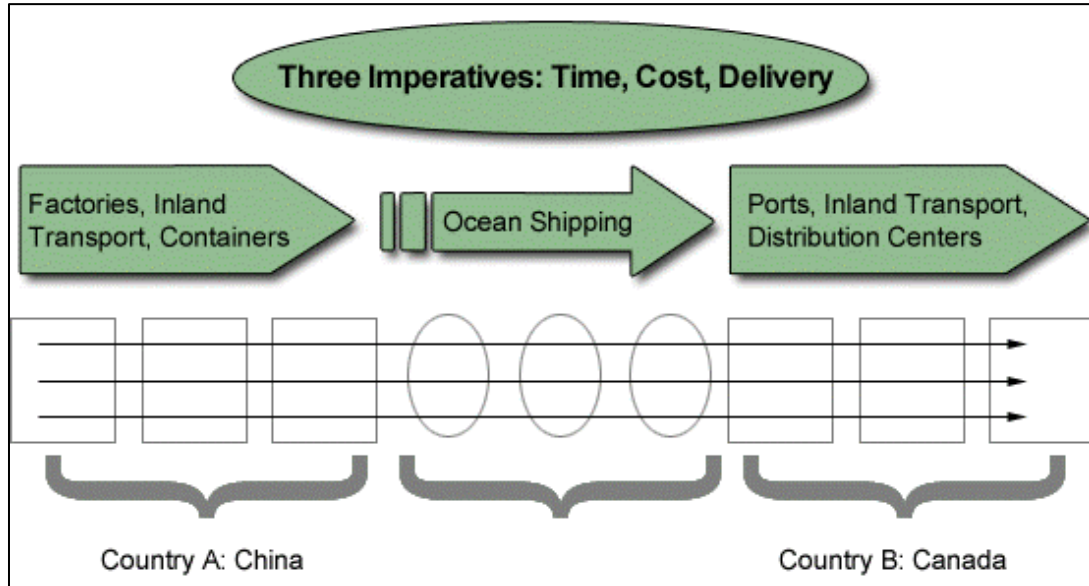 Three Imperatives: Time, Cost, Delivery
Factories, Inland
Transport, Containers
Ocean Shipping
Ports, Inland Transport,
Distribution Centers
Country A: China
Country B: Canada